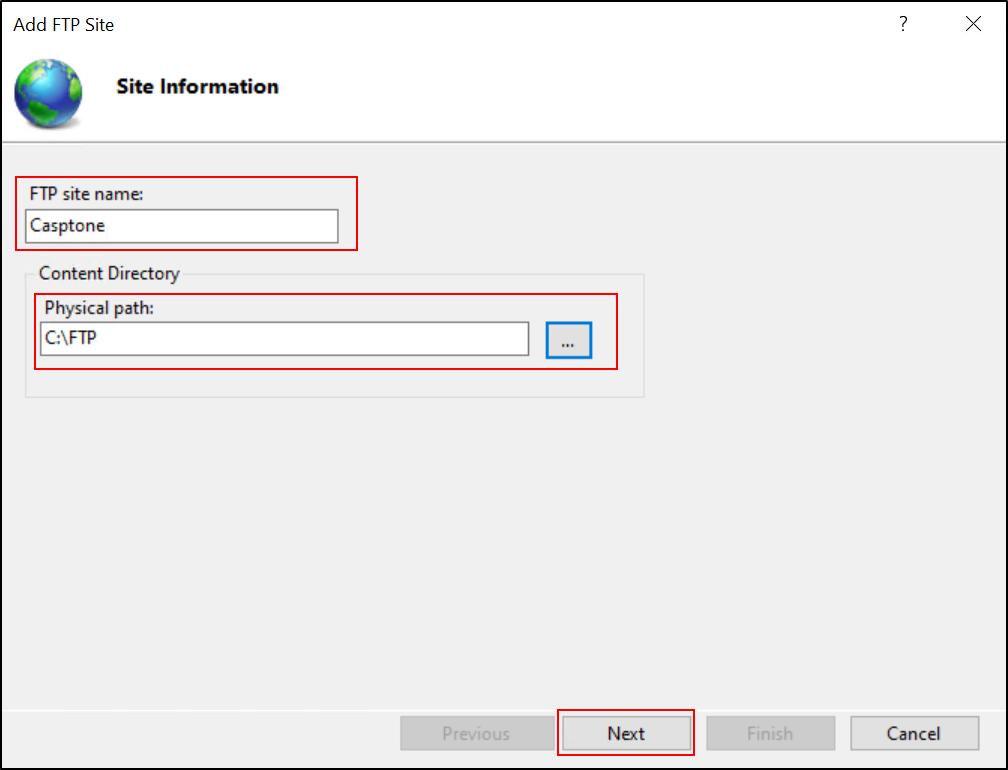 Add FTP Site
?
Site Information
FTP site name:
Casptone
Content Directory
Physical path:
C:\FTP
...
Previous
Next
Finish
Cancel